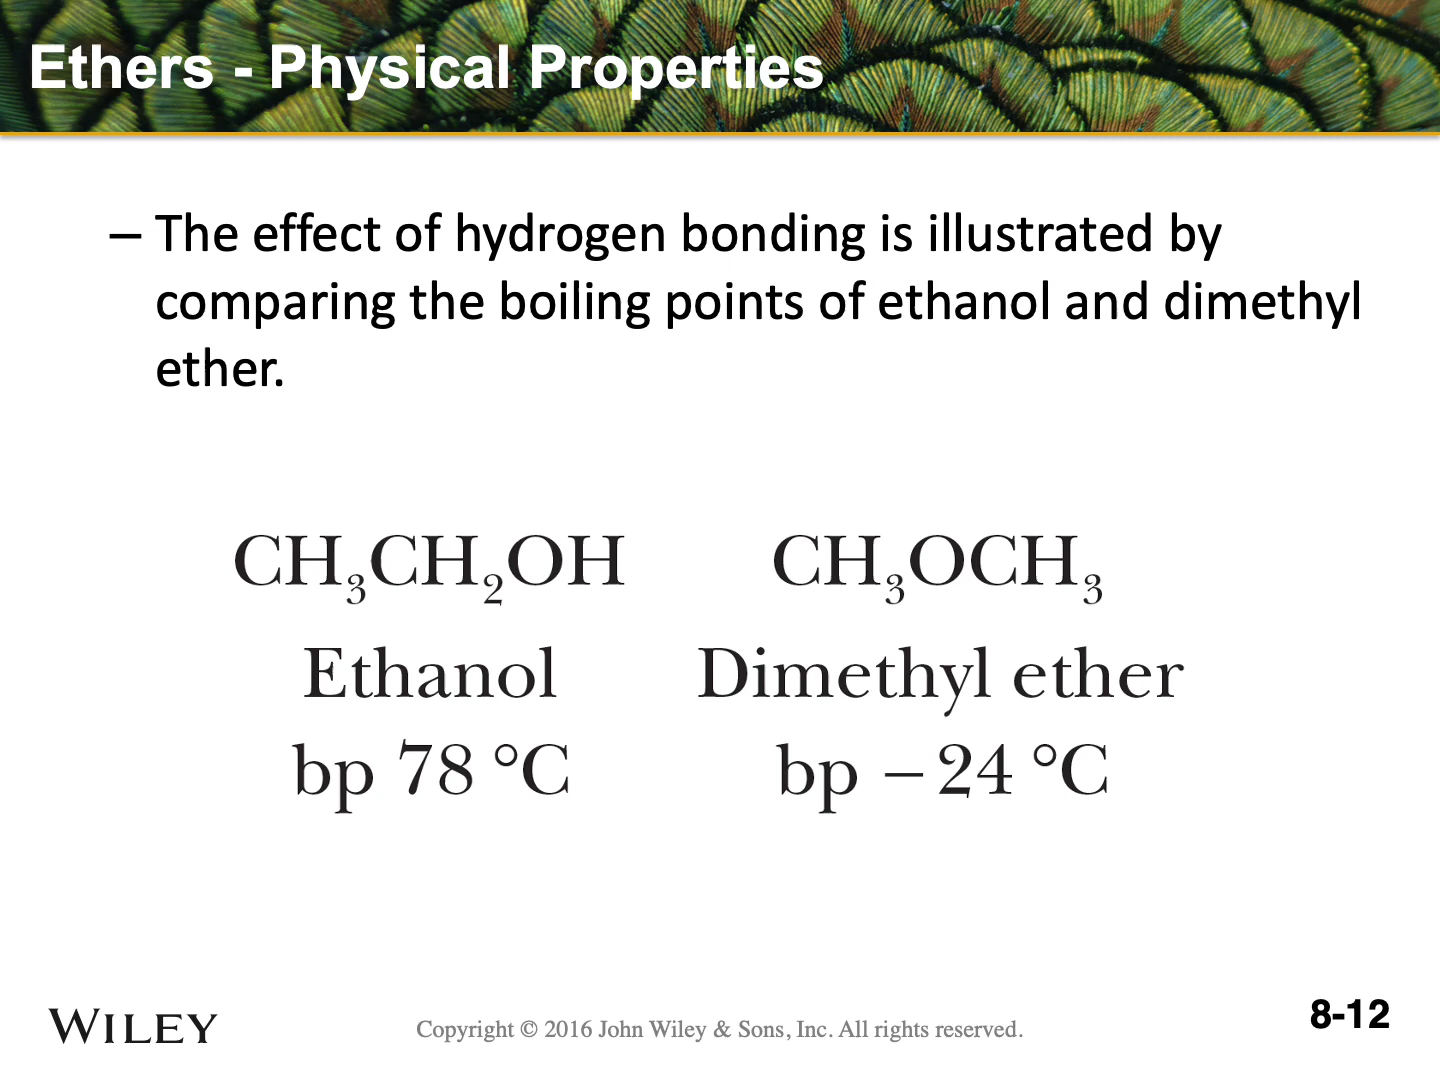 Ethers - Physical Properties
– The effect of hydrogen bonding is illustrated by
comparing the boiling points of ethanol and dimethyl
ether.
CH₃CH₂OH CH₃OCH₃
Ethanol Dimethyl ether
bp 78 °C bp –24 °C
WILEY
Copyright © 2016 John Wiley & Sons, Inc. All rights reserved.
8-12